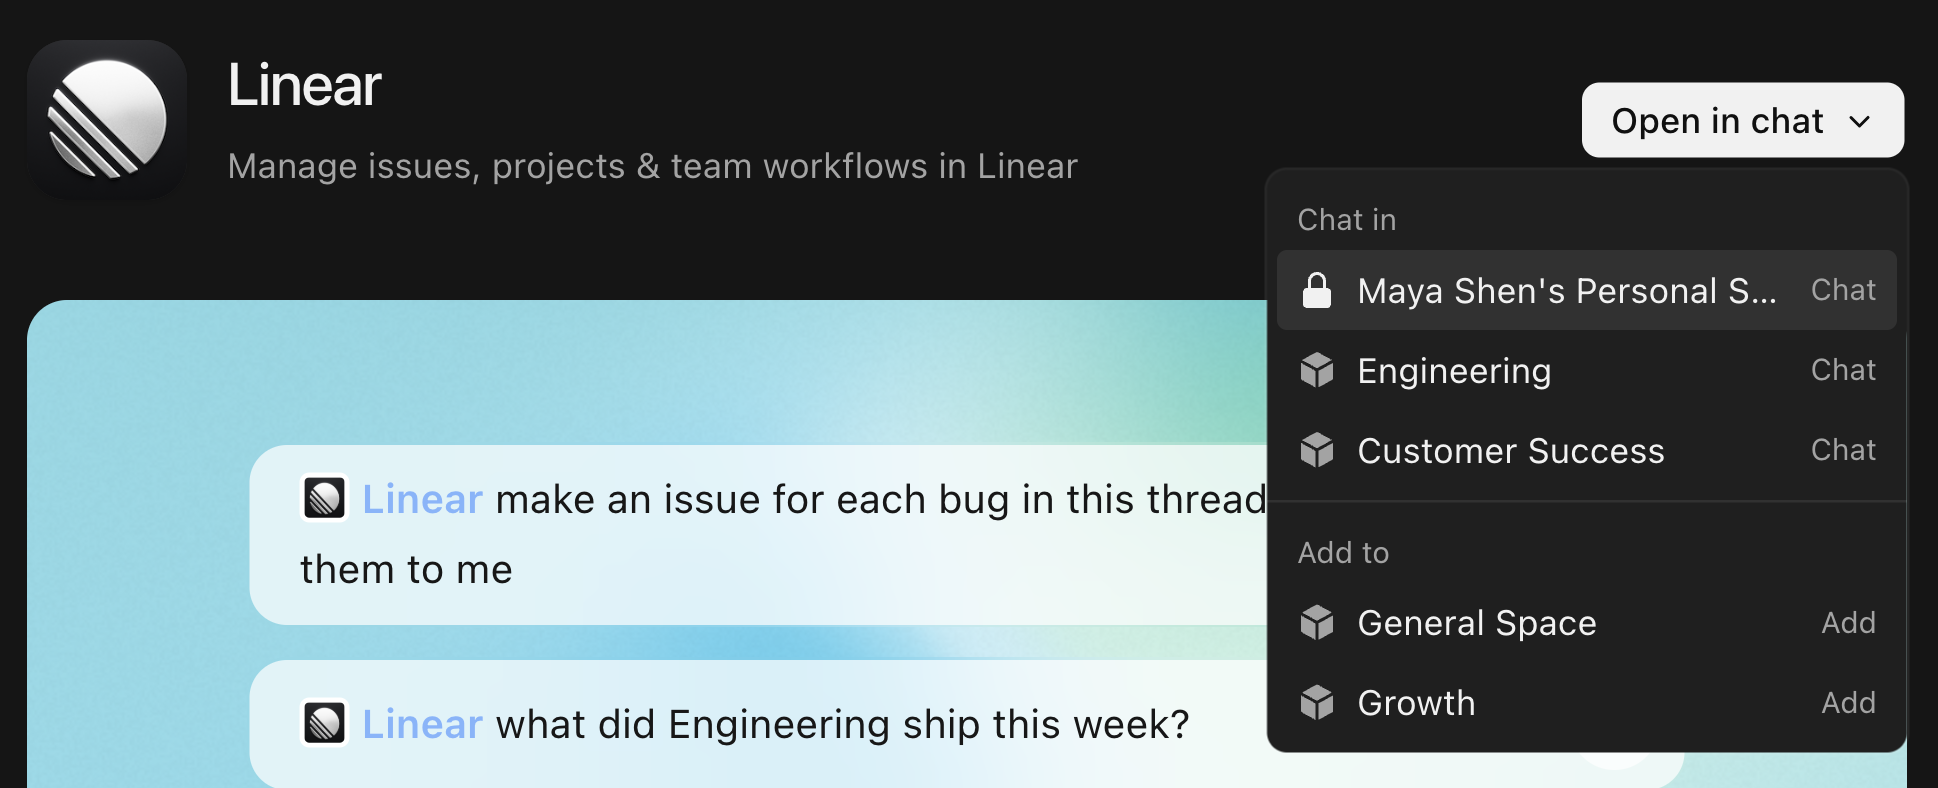 Linear
Manage issues, projects & team workflows in Linear
Open in chat
Chat in
Maya Shen's Personal S... Chat
Engineering Chat
Customer Success Chat
Add to
General Space Add
Growth Add
Linear make an issue for each bug in this thread
them to me
Linear what did Engineering ship this week?